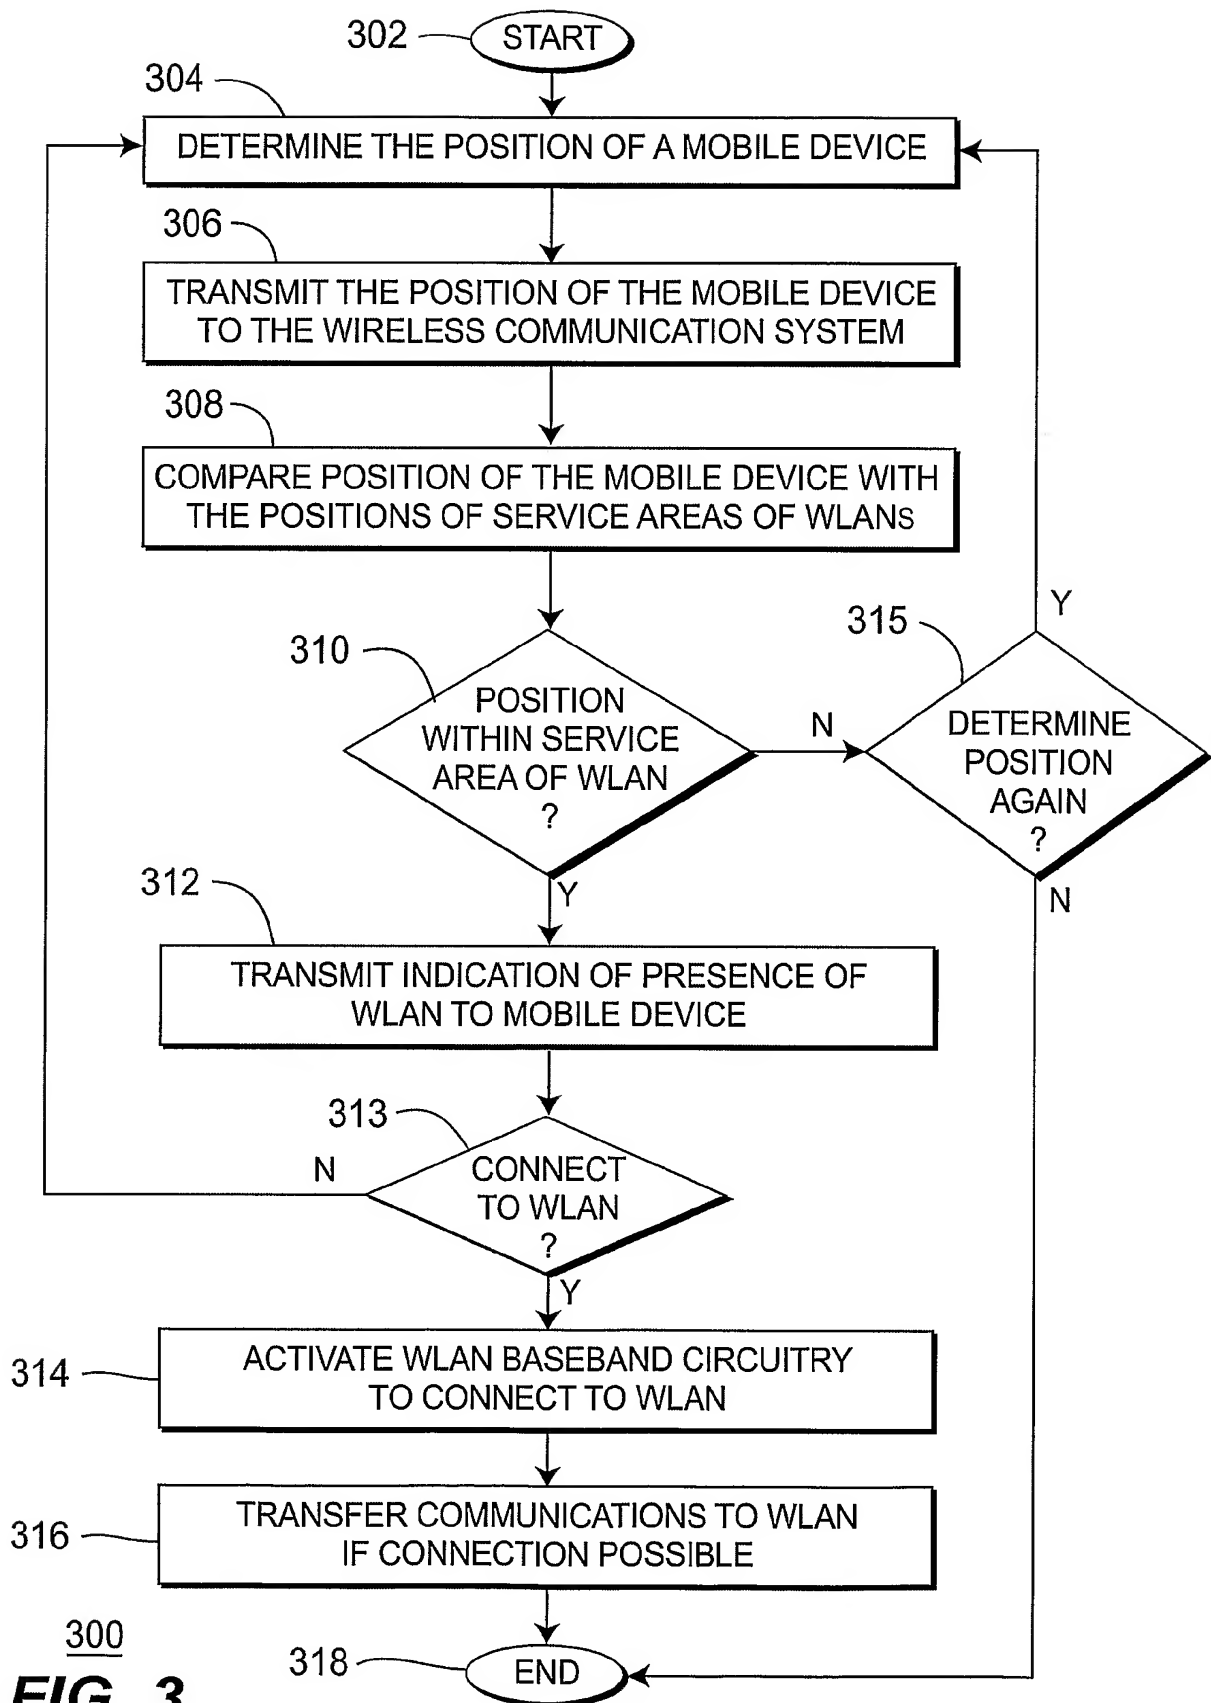 302
START
304
DETERMINE THE POSITION OF A MOBILE DEVICE
306
TRANSMIT THE POSITION OF THE MOBILE DEVICE
TO THE WIRELESS COMMUNICATION SYSTEM
308
COMPARE POSITION OF THE MOBILE DEVICE WITH
THE POSITIONS OF SERVICE AREAS OF WLANS
310
POSITION
WITHIN SERVICE
AREA OF WLAN
?
N
Y
315
Y
DETERMINE
POSITION
AGAIN
?
N
312
TRANSMIT INDICATION OF PRESENCE OF
WLAN TO MOBILE DEVICE
313
N
CONNECT
TO WLAN
?
Y
314
ACTIVATE WLAN BASEBAND CIRCUITRY
TO CONNECT TO WLAN
316
TRANSFER COMMUNICATIONS TO WLAN
IF CONNECTION POSSIBLE
318
END
300
FIG. 3